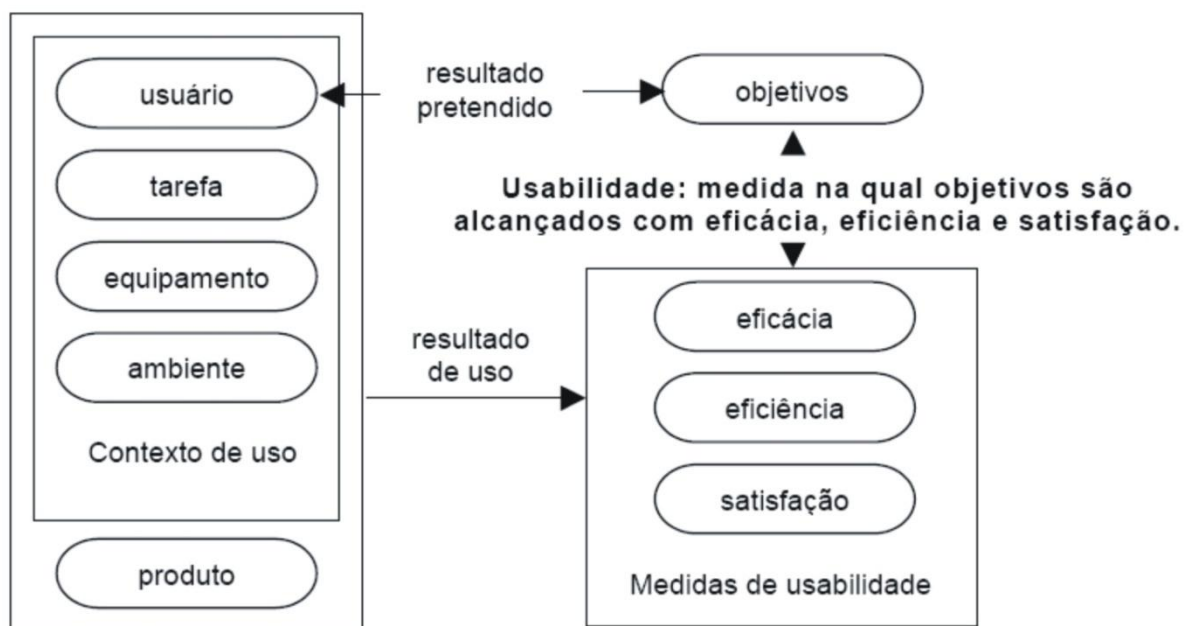 usuário
tarefa
equipamento
ambiente
Contexto de uso
produto
resultado
pretendido
objetivos
Usabilidade: medida na qual objetivos são
alcançados com eficácia, eficiência e satisfação.
resultado
de uso
eficácia
eficiência
satisfação
Medidas de usabilidade